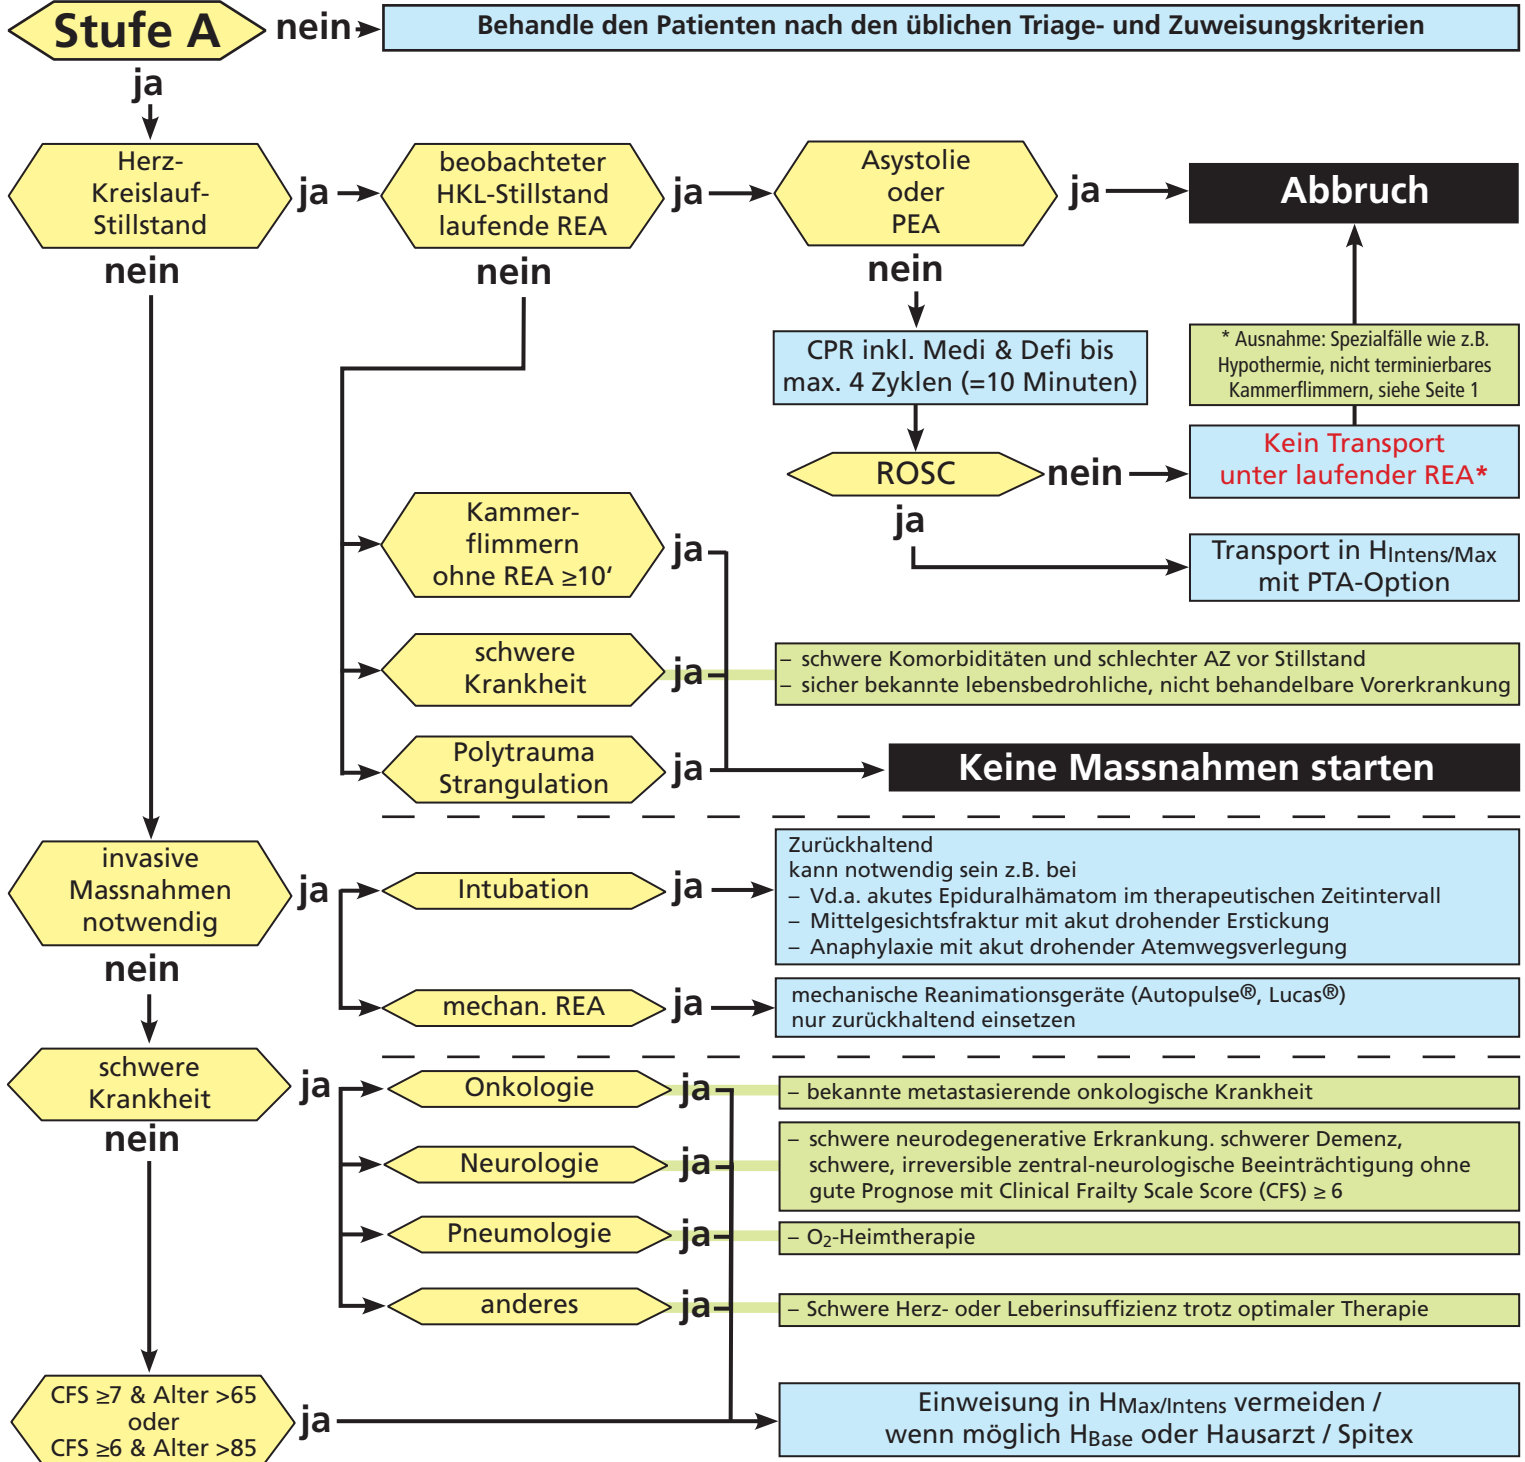 Stufe A
nein
Behandle den Patienten nach den üblichen Triage- und Zuweisungskriterien
ja
Herz-
Kreislauf-
Stillstand
ja
beobachteter
HKL-Stillstand
laufende REA
ja
Asystolie
oder
PEA
ja
Abbruch
nein
nein
nein
CPR inkl. Medi & Defi bis
max. 4 Zyklen (=10 Minuten)
* Ausnahme: Spezialfälle wie z.B.
Hypothermie, nicht terminierbares
Kammerflimmern, siehe Seite 1
ROSC
nein
Kein Transport
unter laufender REA*
ja
Transport in HIntens/Max
mit PTA-Option
Kammer-
flimmern
ohne REA ≥10‘
ja
schwere
Krankheit
ja
– schwere Komorbiditäten und schlechter AZ vor Stillstand
– sicher bekannte lebensbedrohliche, nicht behandelbare Vorerkrankung
Polytrauma
Strangulation
ja
Keine Massnahmen starten
invasive
Massnahmen
notwendig
ja
Intubation
ja
Zurückhaltend
kann notwendig sein z.B. bei
– Vd.a. akutes Epiduralhämatom im therapeutischen Zeitintervall
– Mittelgesichtsfraktur mit akut drohender Erstickung
– Anaphylaxie mit akut drohender Atemwegsverlegung
nein
mechan. REA
ja
mechanische Reanimationsgeräte (Autopulse®, Lucas®)
nur zurückhaltend einsetzen
schwere
Krankheit
ja
Onkologie
ja
– bekannte metastasierende onkologische Krankheit
nein
Neurologie
ja
– schwere neurodegenerative Erkrankung. schwerer Demenz,
schwere, irreversible zentral-neurologische Beeinträchtigung ohne
gute Prognose mit Clinical Frailty Scale Score (CFS) ≥ 6
Pneumologie
ja
– O2-Heimtherapie
anderes
ja
– Schwere Herz- oder Leberinsuffizienz trotz optimaler Therapie
CFS ≥7 & Alter >65
oder
CFS ≥6 & Alter >85
ja
Einweisung in HMax/Intens vermeiden /
wenn möglich HBase oder Hausarzt / Spitex